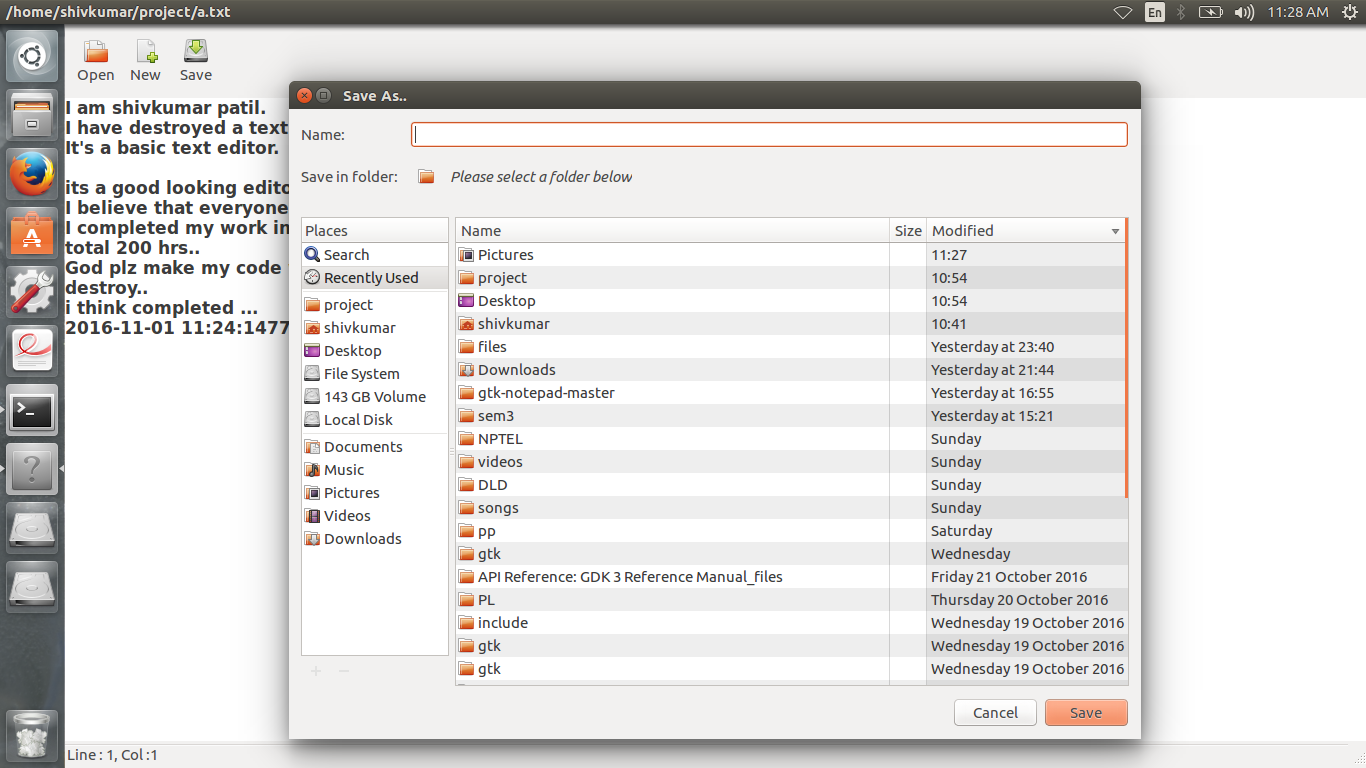 /home/shivkumar/project/a.txt
En
11:28 AM
Open New Save
I am shivkumar patil.
I have destroyed a text
It's a basic text editor.
its a good looking edito
I believe that everyone
I completed my work in
total 200 hrs..
God plz make my code
destroy..
i think completed ...
2016-11-01 11:24:1477
Line : 1, Col :1
Save As..
Name:
Save in folder: Please select a folder below
Places
Search
Recently Used
project
shivkumar
Desktop
File System
143 GB Volume
Local Disk
Documents
Music
Pictures
Videos
Downloads
Name Size Modified
Pictures 11:27
project 10:54
Desktop 10:54
shivkumar 10:41
files Yesterday at 23:40
Downloads Yesterday at 21:44
gtk-notepad-master Yesterday at 16:55
sem3 Yesterday at 15:21
NPTEL Sunday
videos Sunday
DLD Sunday
songs Sunday
pp Saturday
gtk Wednesday
API Reference: GDK 3 Reference Manual_files Friday 21 October 2016
PL Thursday 20 October 2016
include Wednesday 19 October 2016
gtk Wednesday 19 October 2016
gtk Wednesday 19 October 2016
Cancel Save